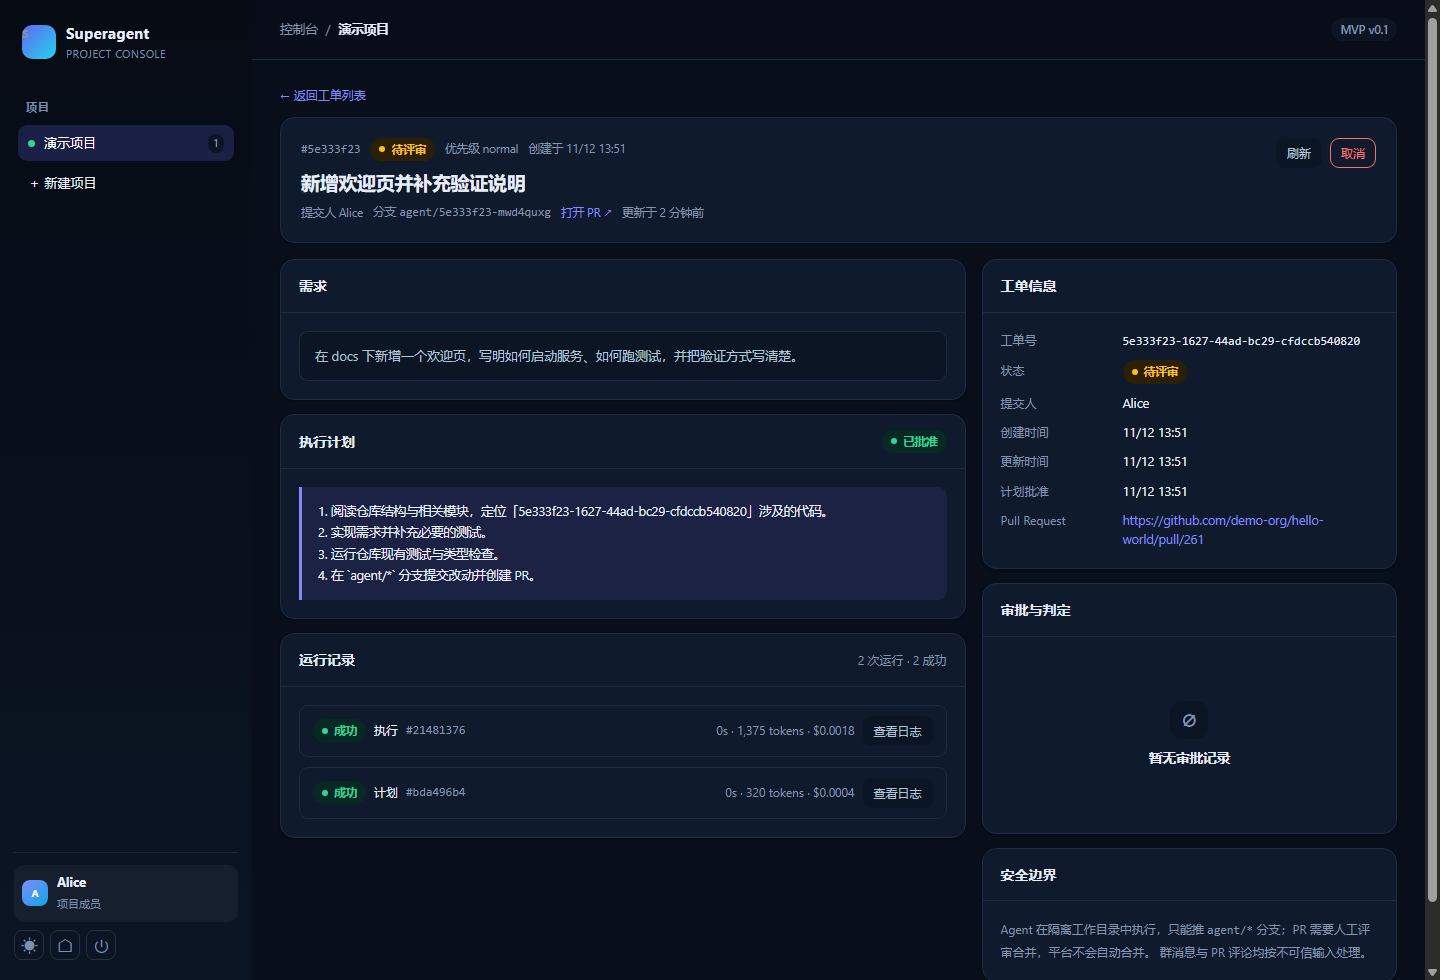 Superagent
PROJECT CONSOLE
项目
演示项目 1
+ 新建项目
Alice
项目成员
A
控制台 / 演示项目
MVP v0.1
← 返回工单列表
#5e333f23 待评审 优先级 normal 创建于 11/12 13:51
刷新 取消
新增欢迎页并补充验证说明
提交人 Alice 分支 agent/5e333f23-mwd4quxg 打开 PR ↗ 更新于 2 分钟前
需求
在 docs 下新增一个欢迎页，写明如何启动服务、如何跑测试，并把验证方式写清楚。
执行计划 已批准
1. 阅读仓库结构与相关模块，定位「5e333f23-1627-44ad-bc29-cfdccb540820」涉及的代码。
2. 实现需求并补充必要的测试。
3. 运行仓库现有测试与类型检查。
4. 在 `agent/*` 分支提交改动并创建 PR。
运行记录 2 次运行 · 2 成功
成功 执行 #21481376 0s · 1,375 tokens · $0.0018 查看日志
成功 计划 #bda496b4 0s · 320 tokens · $0.0004 查看日志
工单信息
工单号 5e333f23-1627-44ad-bc29-cfdccb540820
状态 待评审
提交人 Alice
创建时间 11/12 13:51
更新时间 11/12 13:51
计划批准 11/12 13:51
Pull Request https://github.com/demo-org/hello-
world/pull/261
审批与判定
暂无审批记录
安全边界
Agent 在隔离工作目录中执行，只能推 agent/* 分支；PR 需要人工评
审合并，平台不会自动合并。 群消息与 PR 评论均按不可信输入处理。